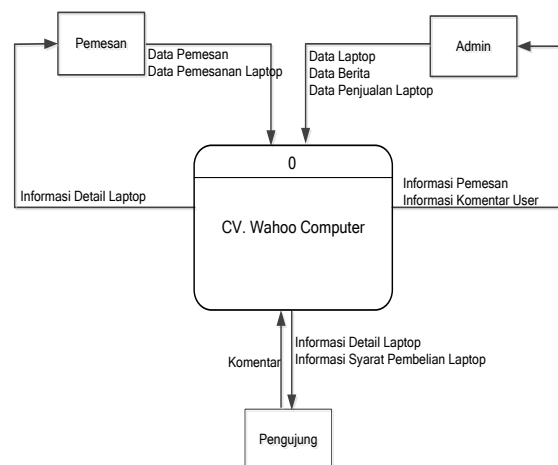 Pemesan
Admin
Data Pemesan
Data Pemesanan Laptop
Data Laptop
Data Berita
Data Penjualan Laptop
0
CV. Wahoo Computer
Informasi Detail Laptop
Informasi Pemesan
Informasi Komentar User
Komentar
Informasi Detail Laptop
Informasi Syarat Pembelian Laptop
Pengujung